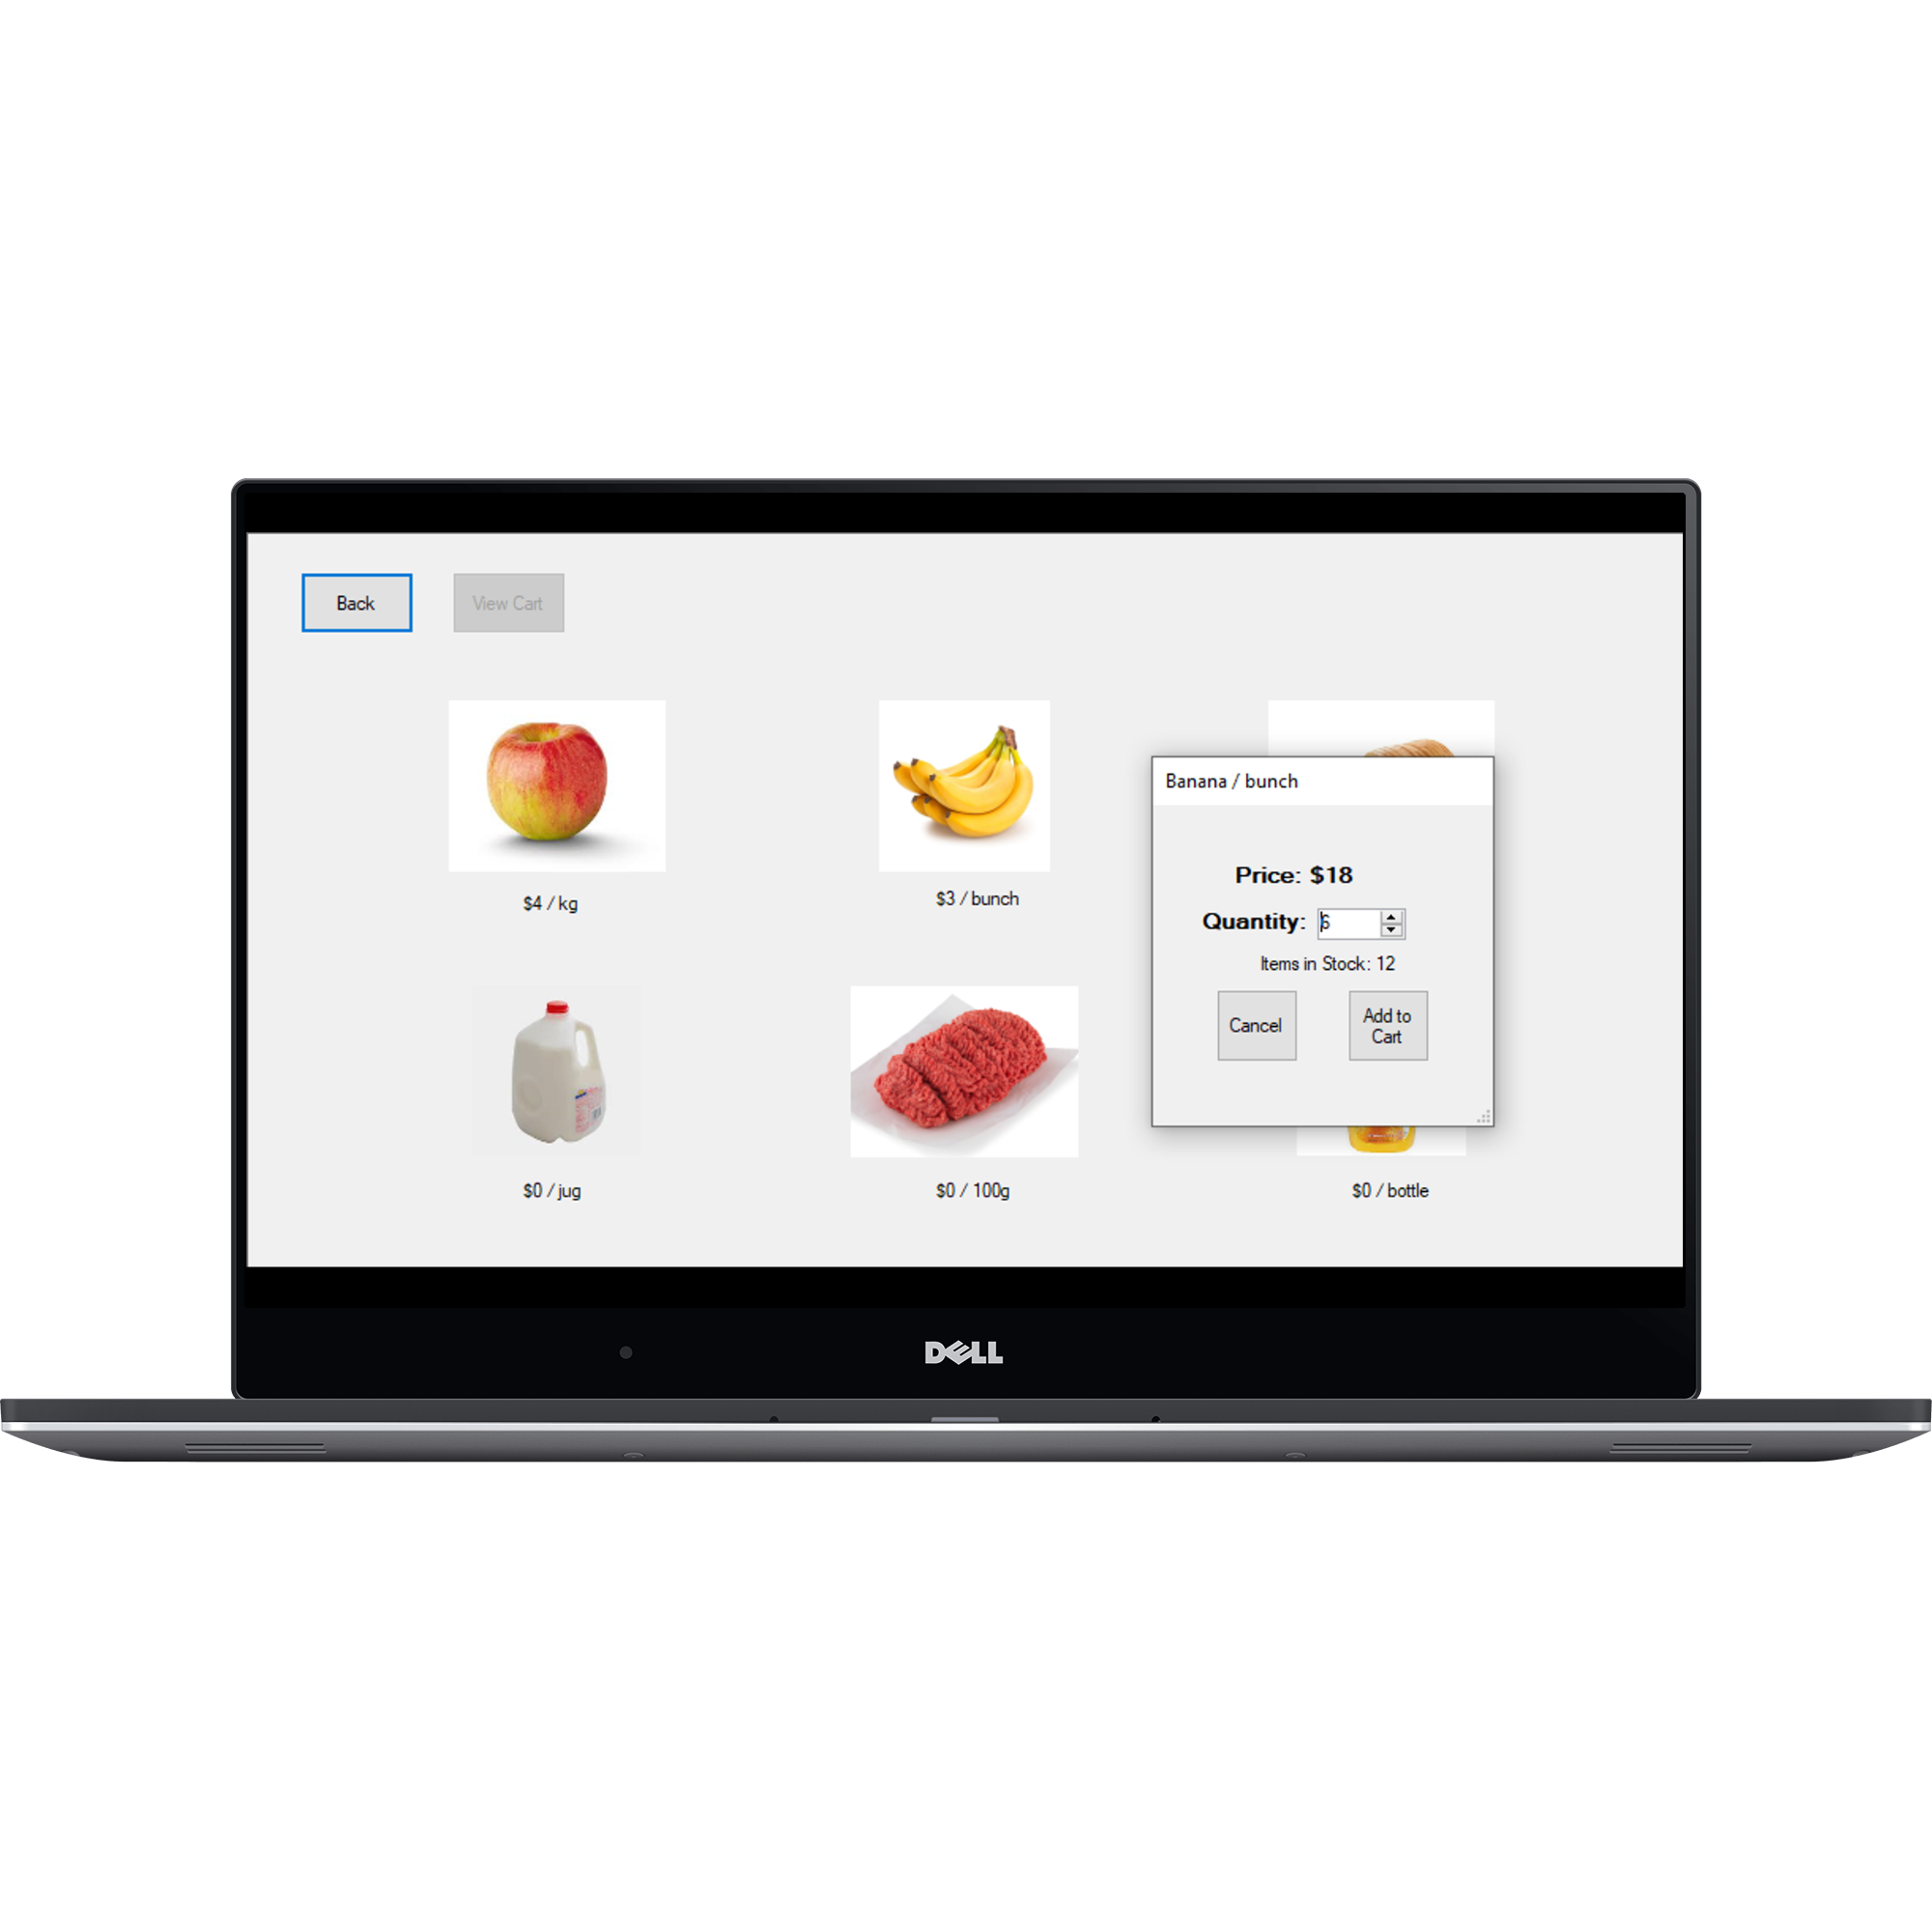 Back
View Cart
Banana / bunch
Price: $18
Quantity: 6
Items in Stock: 12
Cancel
Add to
Cart
$4 / kg
$3 / bunch
$0 / jug
$0 / 100g
$0 / bottle
DELL